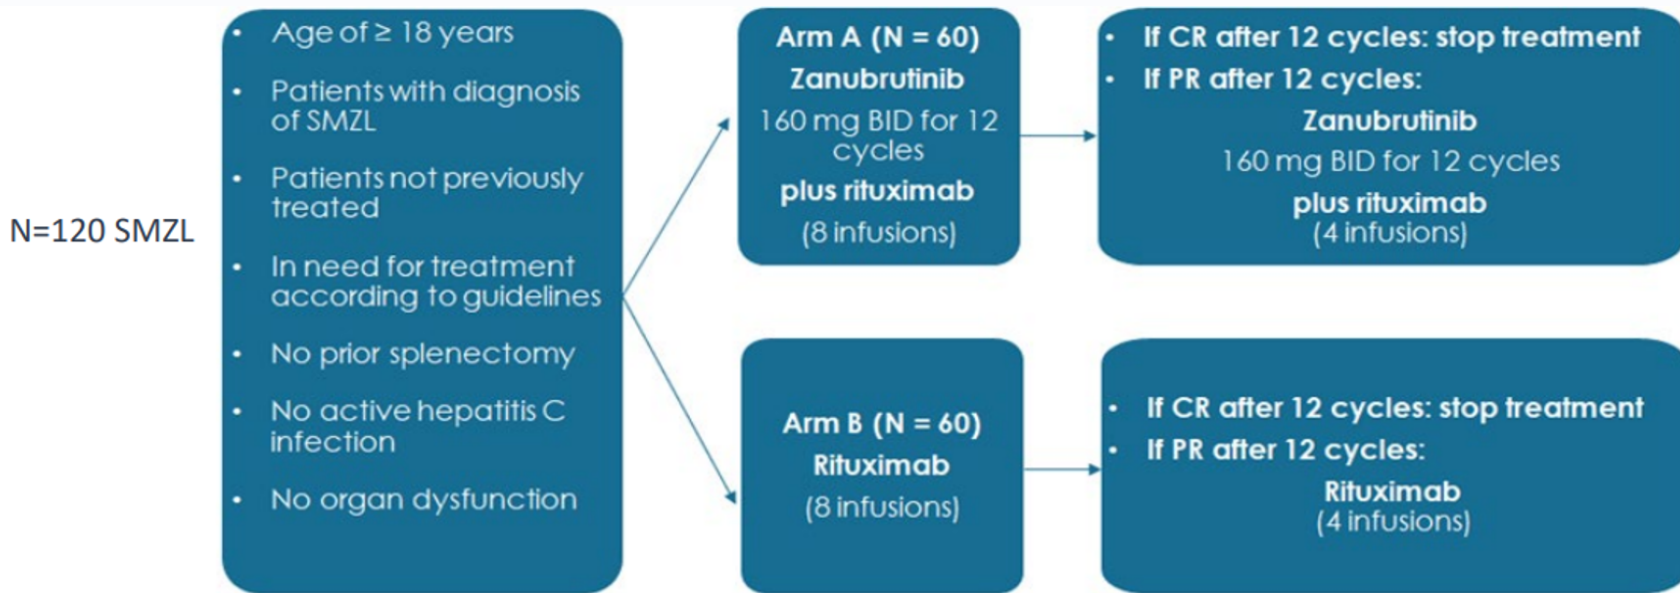 N=120 SMZL
• Age of ≥ 18 years
• Patients with diagnosis
of SMZL
• Patients not previously
treated
• In need for treatment
according to guidelines
• No prior splenectomy
• No active hepatitis C
infection
• No organ dysfunction
Arm A (N = 60)
Zanubrutinib
160 mg BID for 12
cycles
plus rituximab
(8 infusions)
• If CR after 12 cycles: stop treatment
• If PR after 12 cycles:
Zanubrutinib
160 mg BID for 12 cycles
plus rituximab
(4 infusions)
Arm B (N = 60)
Rituximab
(8 infusions)
• If CR after 12 cycles: stop treatment
• If PR after 12 cycles:
Rituximab
(4 infusions)